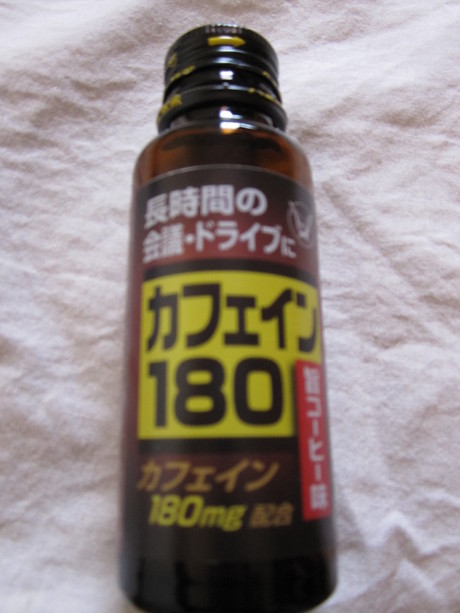 長時間の
会議・ドライブに
カフェイン
180
新コーヒー味
カフェイン
180mg 配合